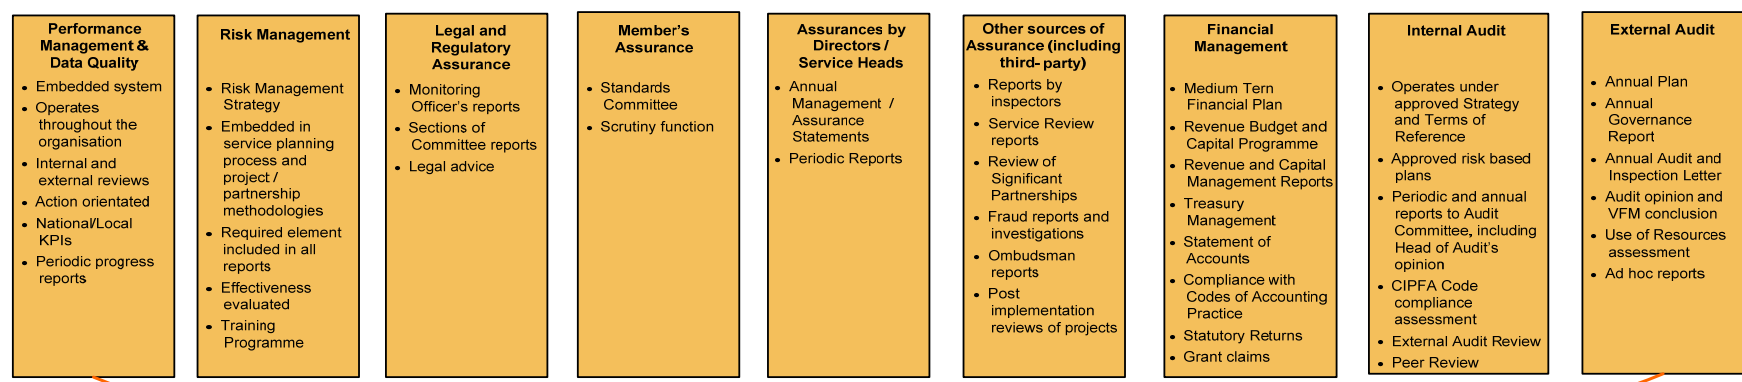 Performance
Management &
Data Quality
• Embedded system
• Operates
throughout the
organisation
• Internal and
external reviews
• Action orientated
• National/Local
KPIs
• Periodic progress
reports
Risk Management
• Risk Management
Strategy
• Embedded in
service planning
process and
project /
partnership
methodologies
• Required element
included in all
reports
• Effectiveness
evaluated
• Training
Programme
Legal and
Regulatory
Assurance
• Monitoring
Officer's reports
• Sections of
Committee reports
• Legal advice
Member's
Assurance
• Standards
Committee
• Scrutiny function
Assurances by
Directors /
Service Heads
• Annual
Management /
Assurance
Statements
• Periodic Reports
Other sources of
Assurance (including
third- party)
• Reports by
inspectors
• Service Review
reports
• Review of
Significant
Partnerships
• Fraud reports and
investigations
• Ombudsman
reports
• Post
implementation
reviews of projects
Financial
Management
• Medium Tern
Financial Plan
• Revenue Budget and
Capital Programme
• Revenue and Capital
Management Reports
• Treasury
Management
• Statement of
Accounts
• Compliance with
Codes of Accounting
Practice
• Statutory Returns
• Grant claims
Internal Audit
• Operates under
approved Strategy
and Terms of
Reference
• Approved risk based
plans
• Periodic and annual
reports to Audit
Committee, including
Head of Audit's
opinion
• CIPFA Code
compliance
assessment
• External Audit Review
• Peer Review
External Audit
• Annual Plan
• Annual
Governance
Report
• Annual Audit and
Inspection Letter
• Audit opinion and
VFM conclusion
• Use of Resources
assessment
• Ad hoc reports